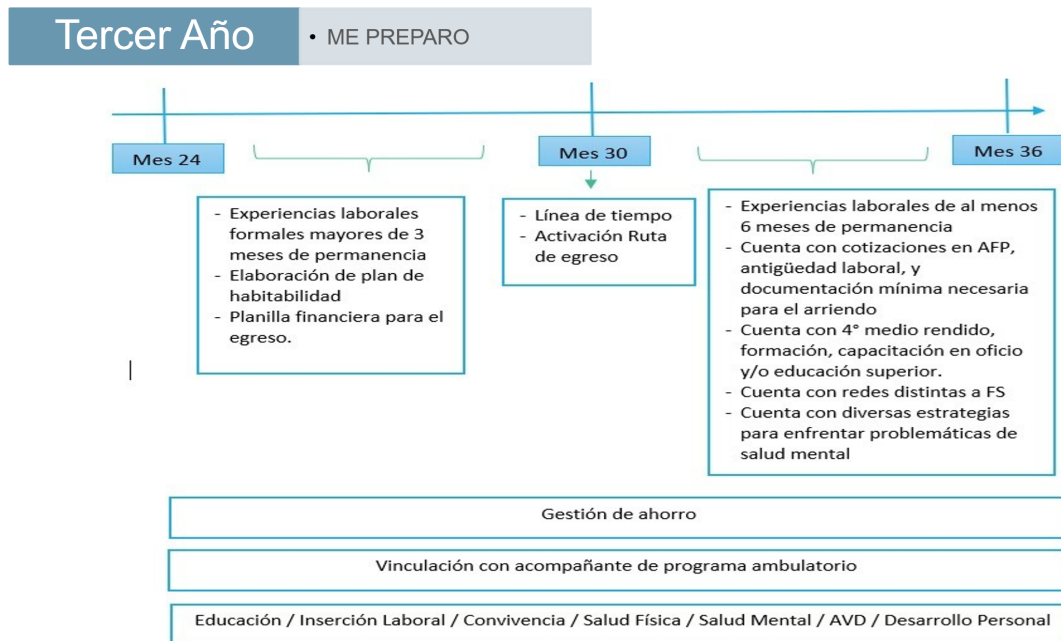 Tercer Año
• ME PREPARO
Mes 24
Mes 30
Mes 36
- Experiencias laborales
formales mayores de 3
meses de permanencia
- Elaboración de plan de
habitabilidad
- Planilla financiera para el
egreso.
- Línea de tiempo
- Activación Ruta
de egreso
- Experiencias laborales de al menos
6 meses de permanencia
- Cuenta con cotizaciones en AFP,
antigüedad laboral, y
documentación mínima necesaria
para el arriendo
- Cuenta con 4° medio rendido,
formación, capacitación en oficio
y/o educación superior.
- Cuenta con redes distintas a FS
- Cuenta con diversas estrategias
para enfrentar problemáticas de
salud mental
Gestión de ahorro
Vinculación con acompañante de programa ambulatorio
Educación / Inserción Laboral / Convivencia / Salud Física / Salud Mental / AVD / Desarrollo Personal